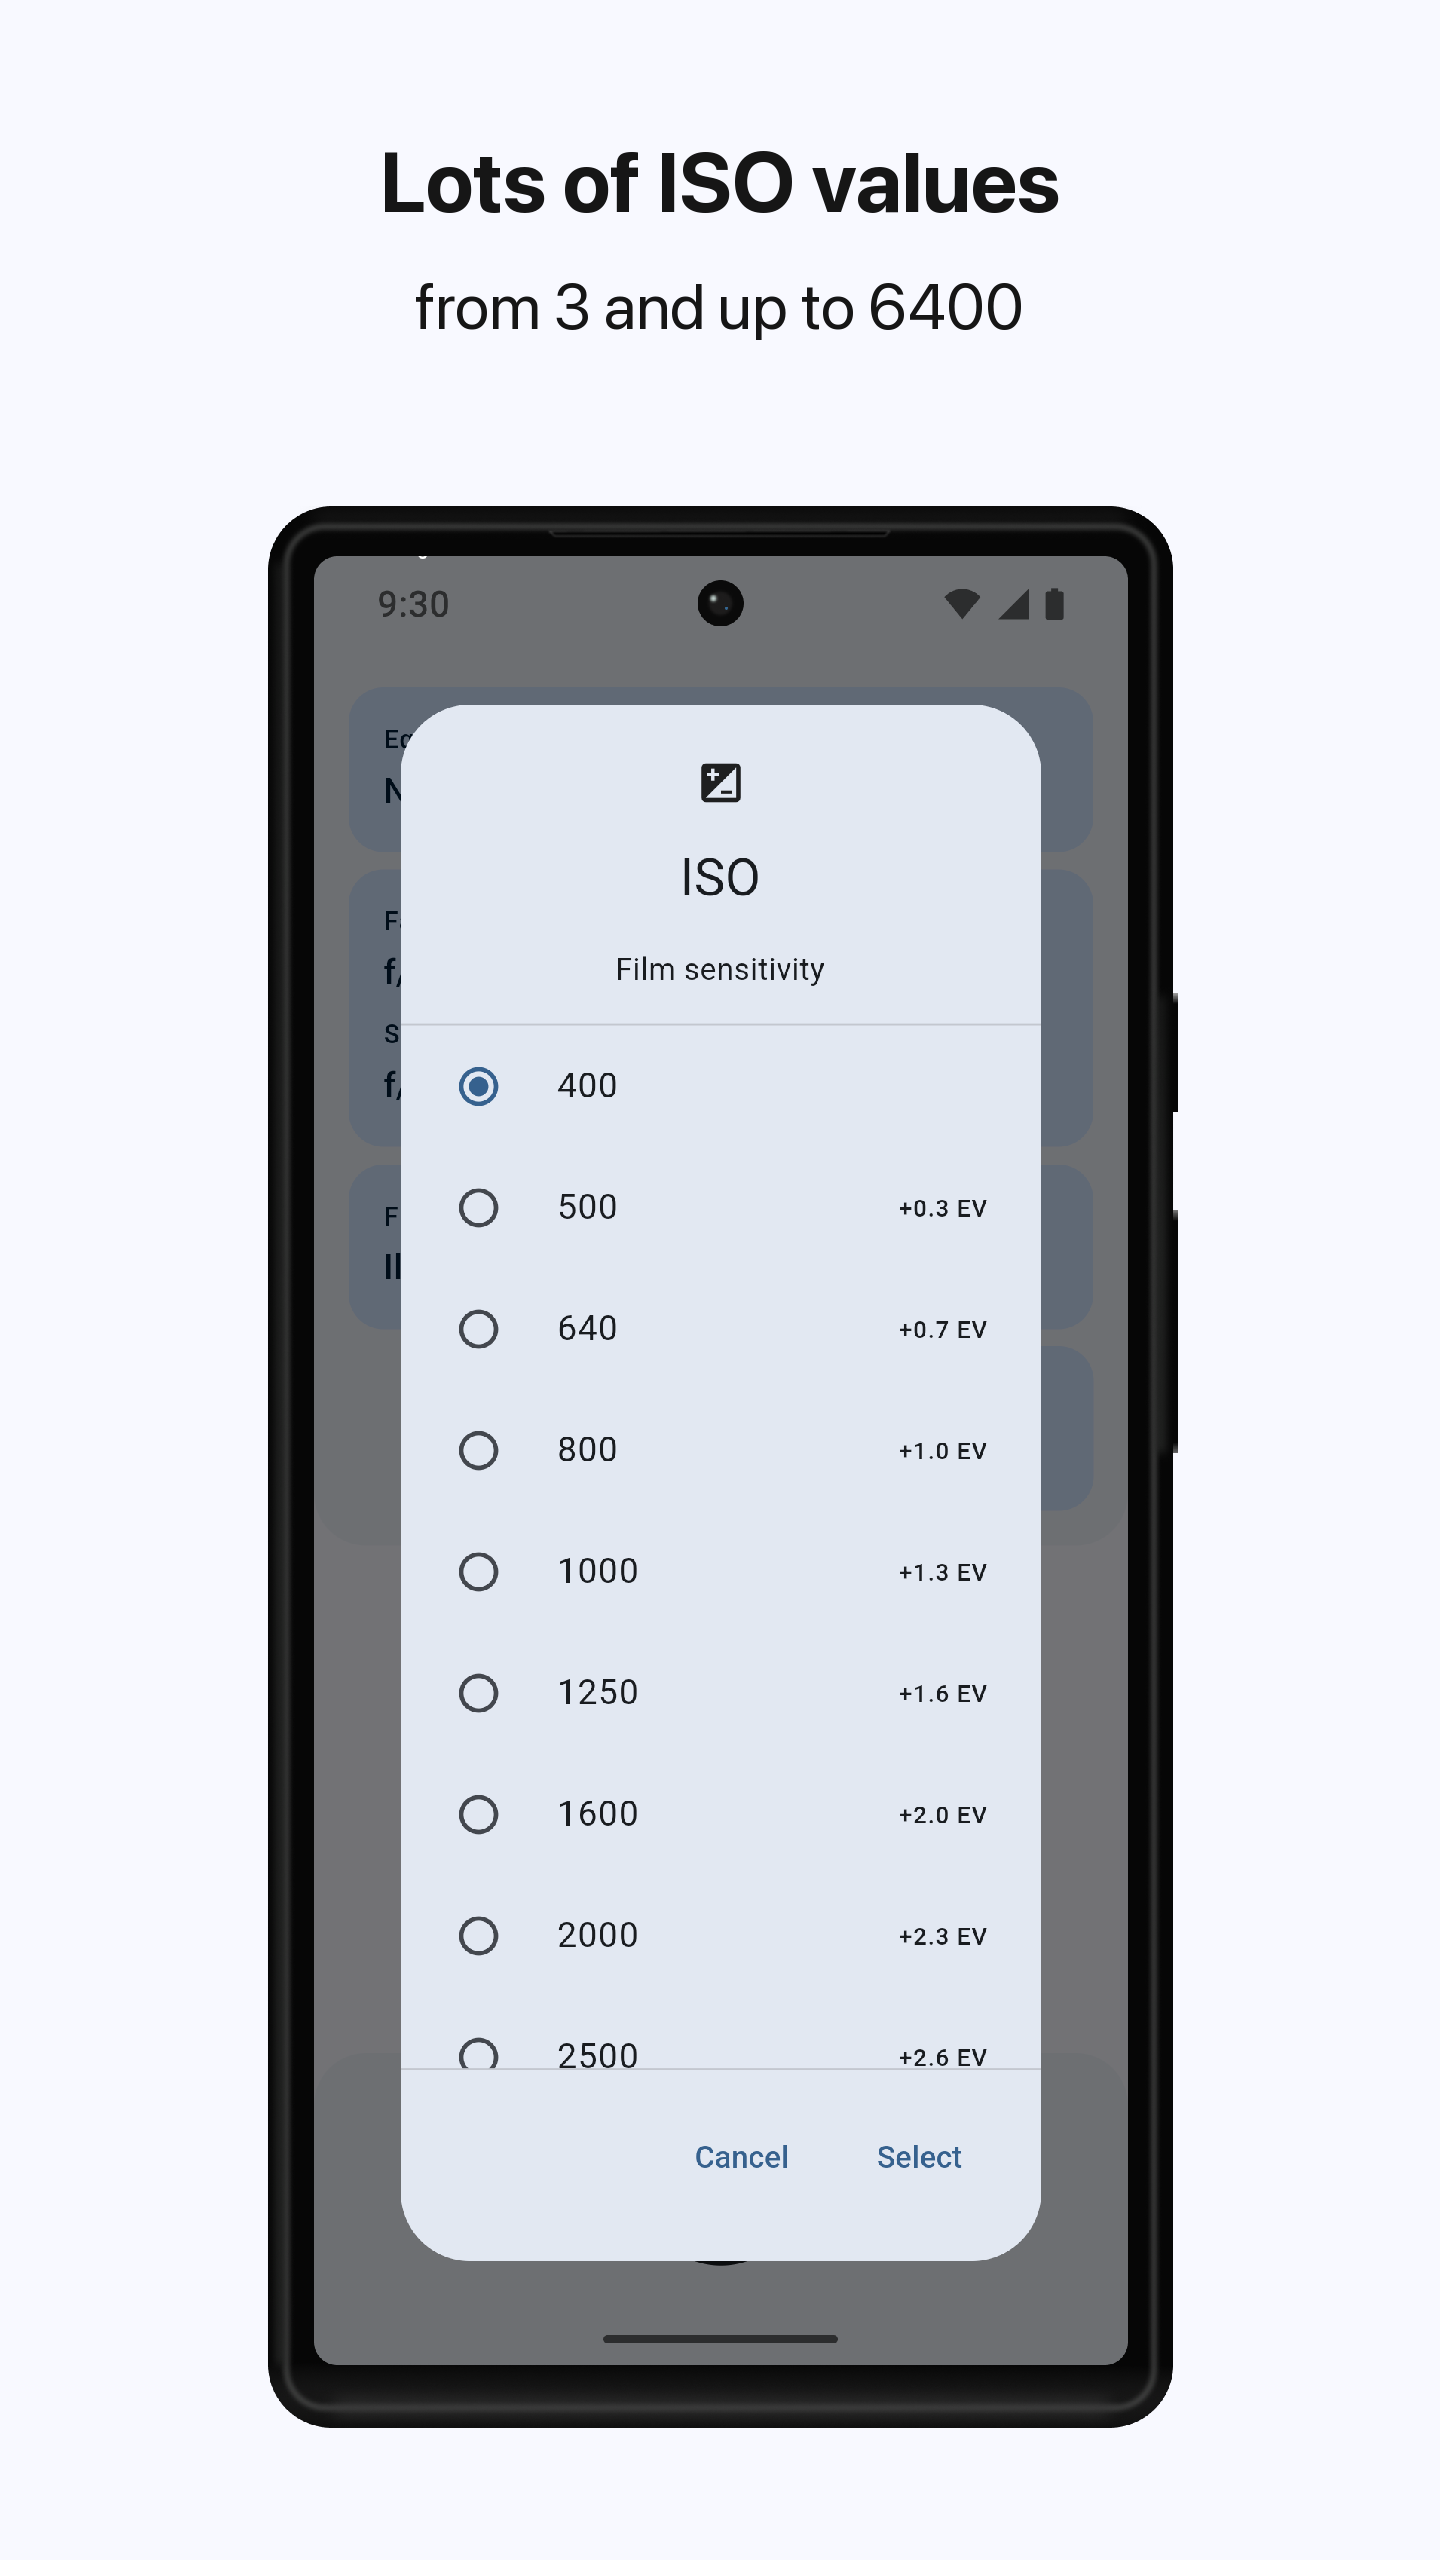 Lots of ISO values
from 3 and up to 6400
9:30
ISO
Film sensitivity
400
500 +0.3 EV
640 +0.7 EV
800 +1.0 EV
1000 +1.3 EV
1250 +1.6 EV
1600 +2.0 EV
2000 +2.3 EV
2500 +2.6 EV
Cancel Select